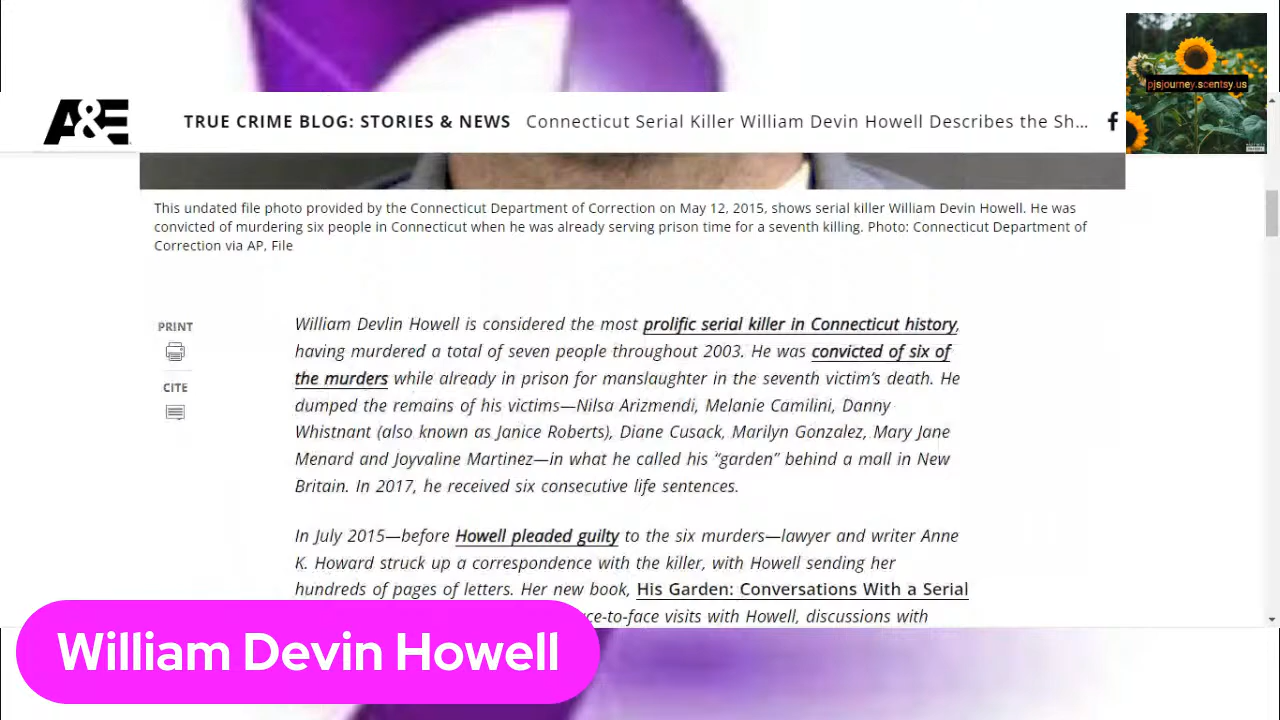 A&E
TRUE CRIME BLOG: STORIES & NEWS Connecticut Serial Killer William Devin Howell Describes the Sh...
f
pjsjourney.scentsy.us
This undated file photo provided by the Connecticut Department of Correction on May 12, 2015, shows serial killer William Devin Howell. He was
convicted of murdering six people in Connecticut when he was already serving prison time for a seventh killing. Photo: Connecticut Department of
Correction via AP, File
PRINT
CITE
William Devlin Howell is considered the most prolific serial killer in Connecticut history,
having murdered a total of seven people throughout 2003. He was convicted of six of
the murders while already in prison for manslaughter in the seventh victim’s death. He
dumped the remains of his victims—Nilsa Arizmendi, Melanie Camilini, Danny
Whistnant (also known as Janice Roberts), Diane Cusack, Marilyn Gonzalez, Mary Jane
Menard and Joyvaline Martinez—in what he called his “garden” behind a mall in New
Britain. In 2017, he received six consecutive life sentences.
In July 2015—before Howell pleaded guilty to the six murders—lawyer and writer Anne
K. Howard struck up a correspondence with the killer, with Howell sending her
hundreds of pages of letters. Her new book, His Garden: Conversations With a Serial
ce-to-face visits with Howell, discussions with
William Devin Howell